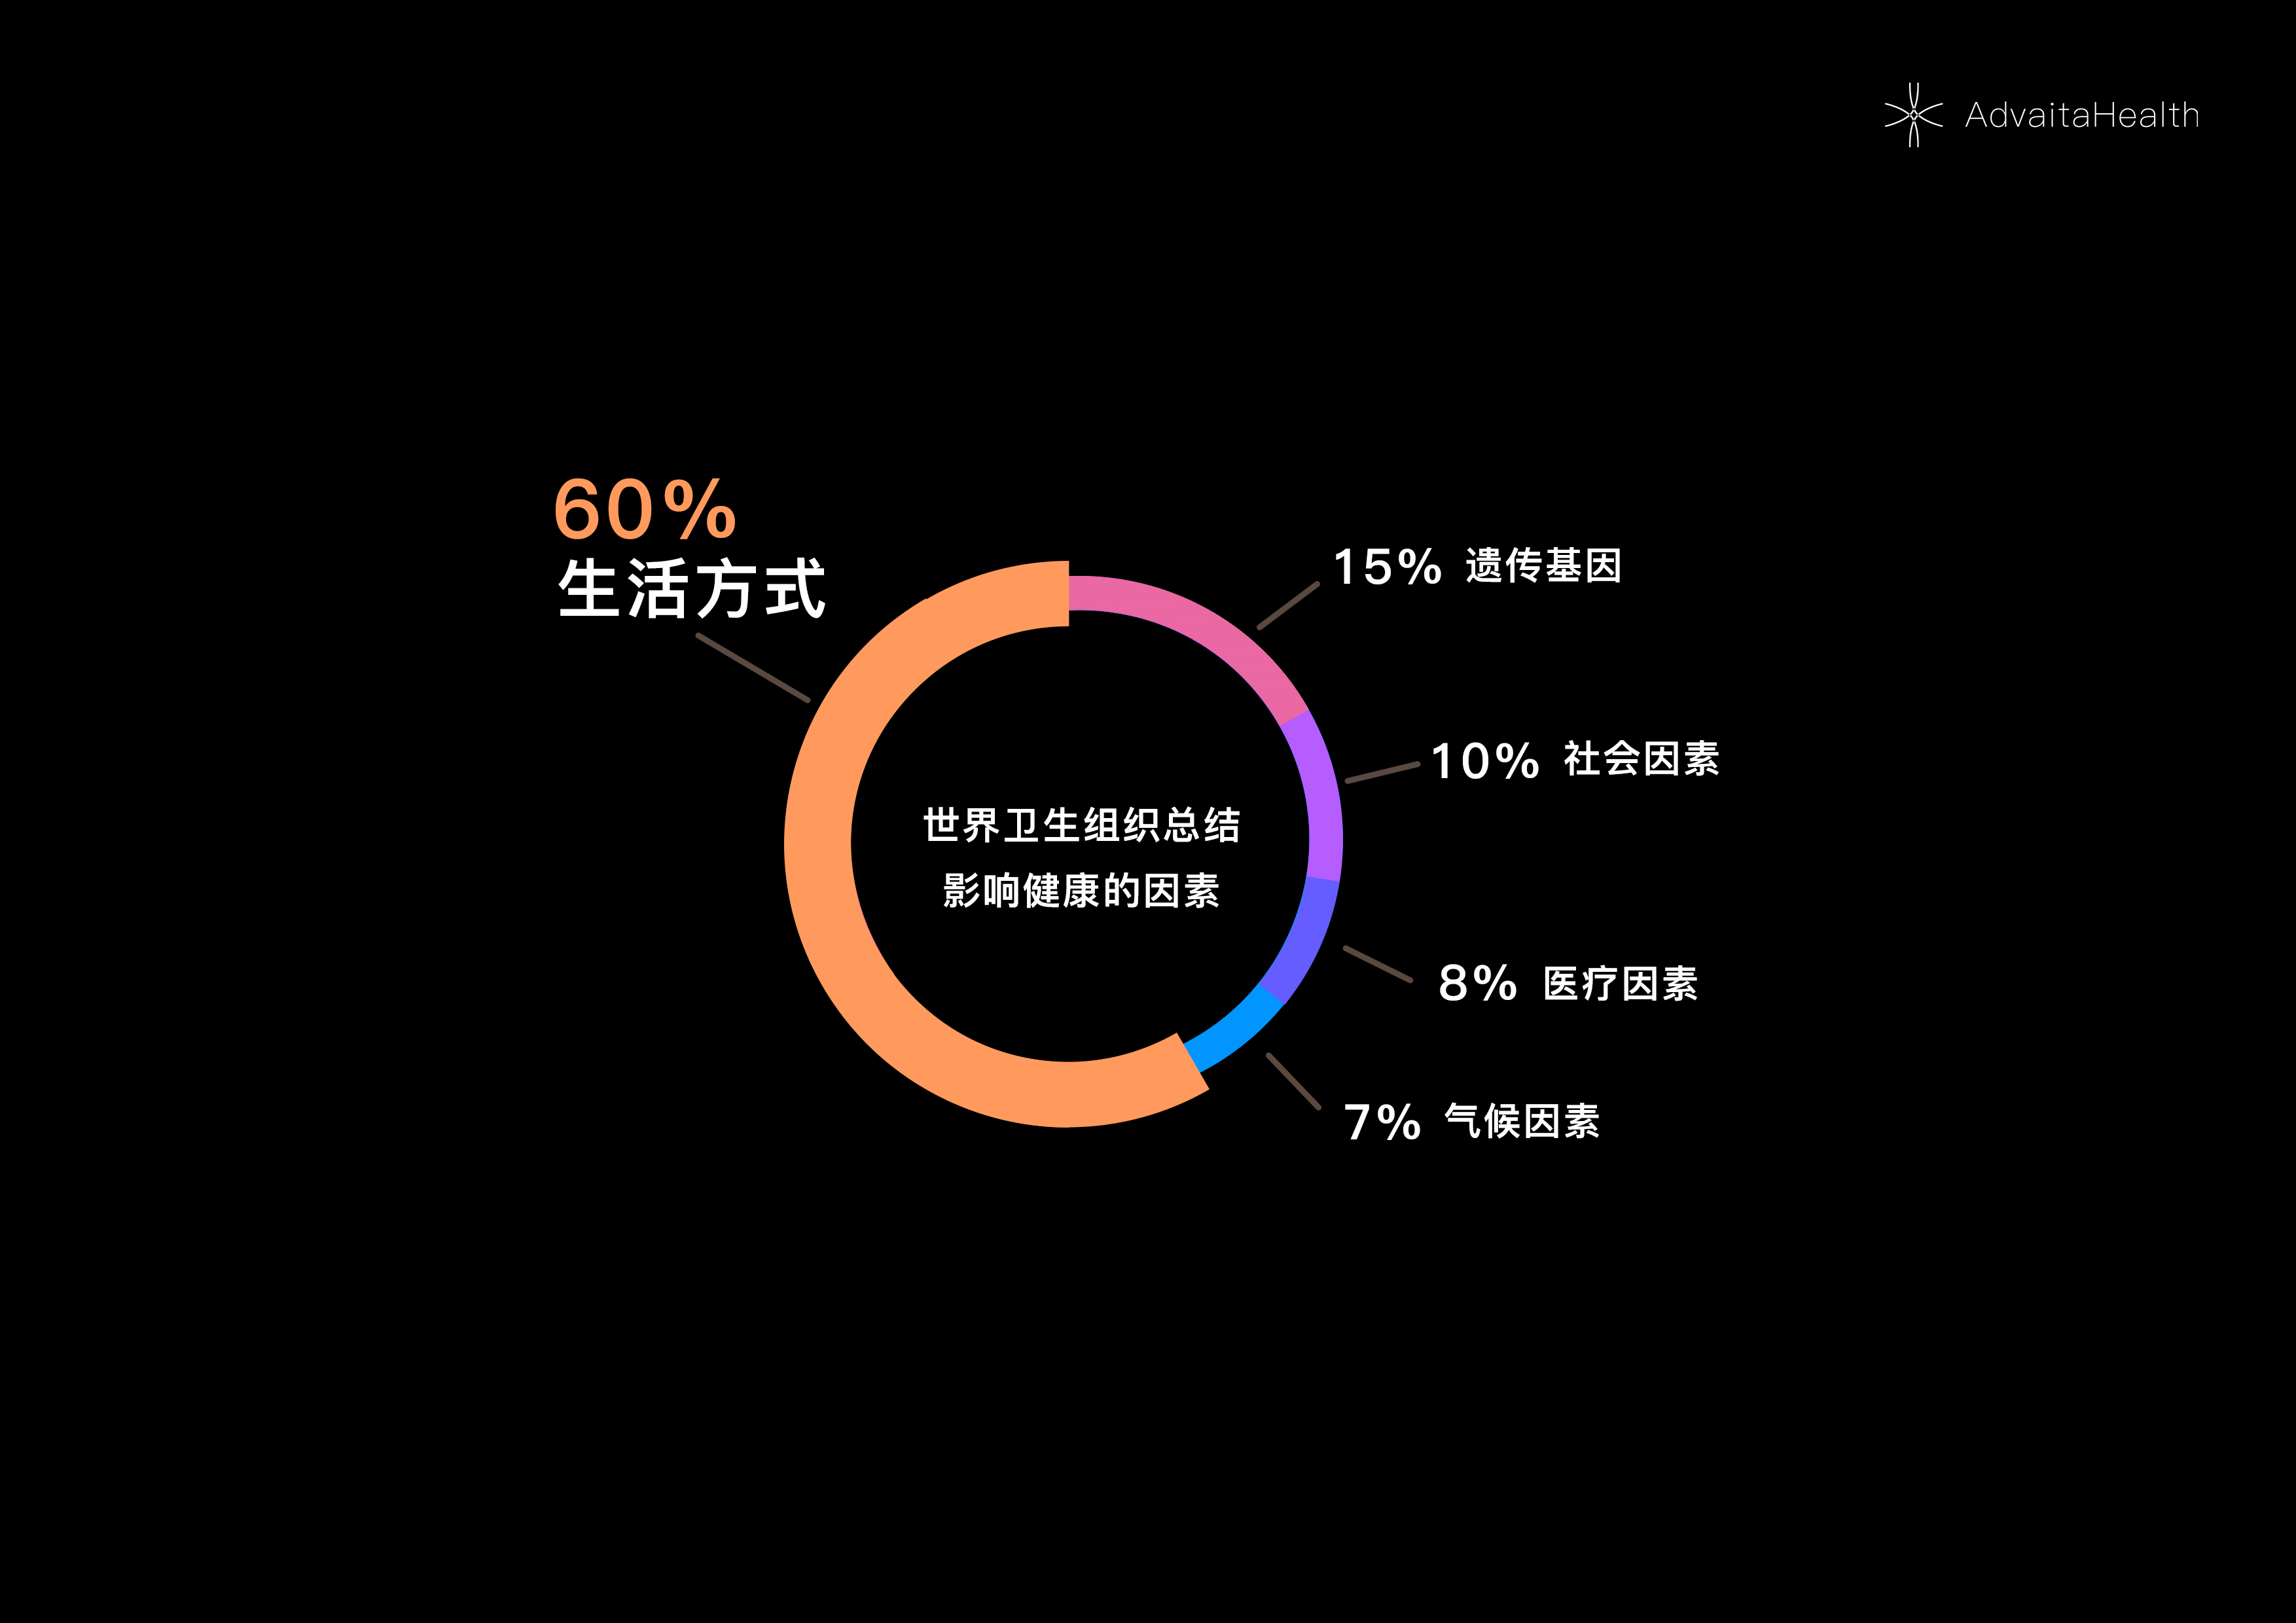 AdvaitaHealth
60%
生活方式
15% 遗传基因
10% 社会因素
世界卫生组织总结
影响健康的因素
8% 医疗因素
7% 气候因素